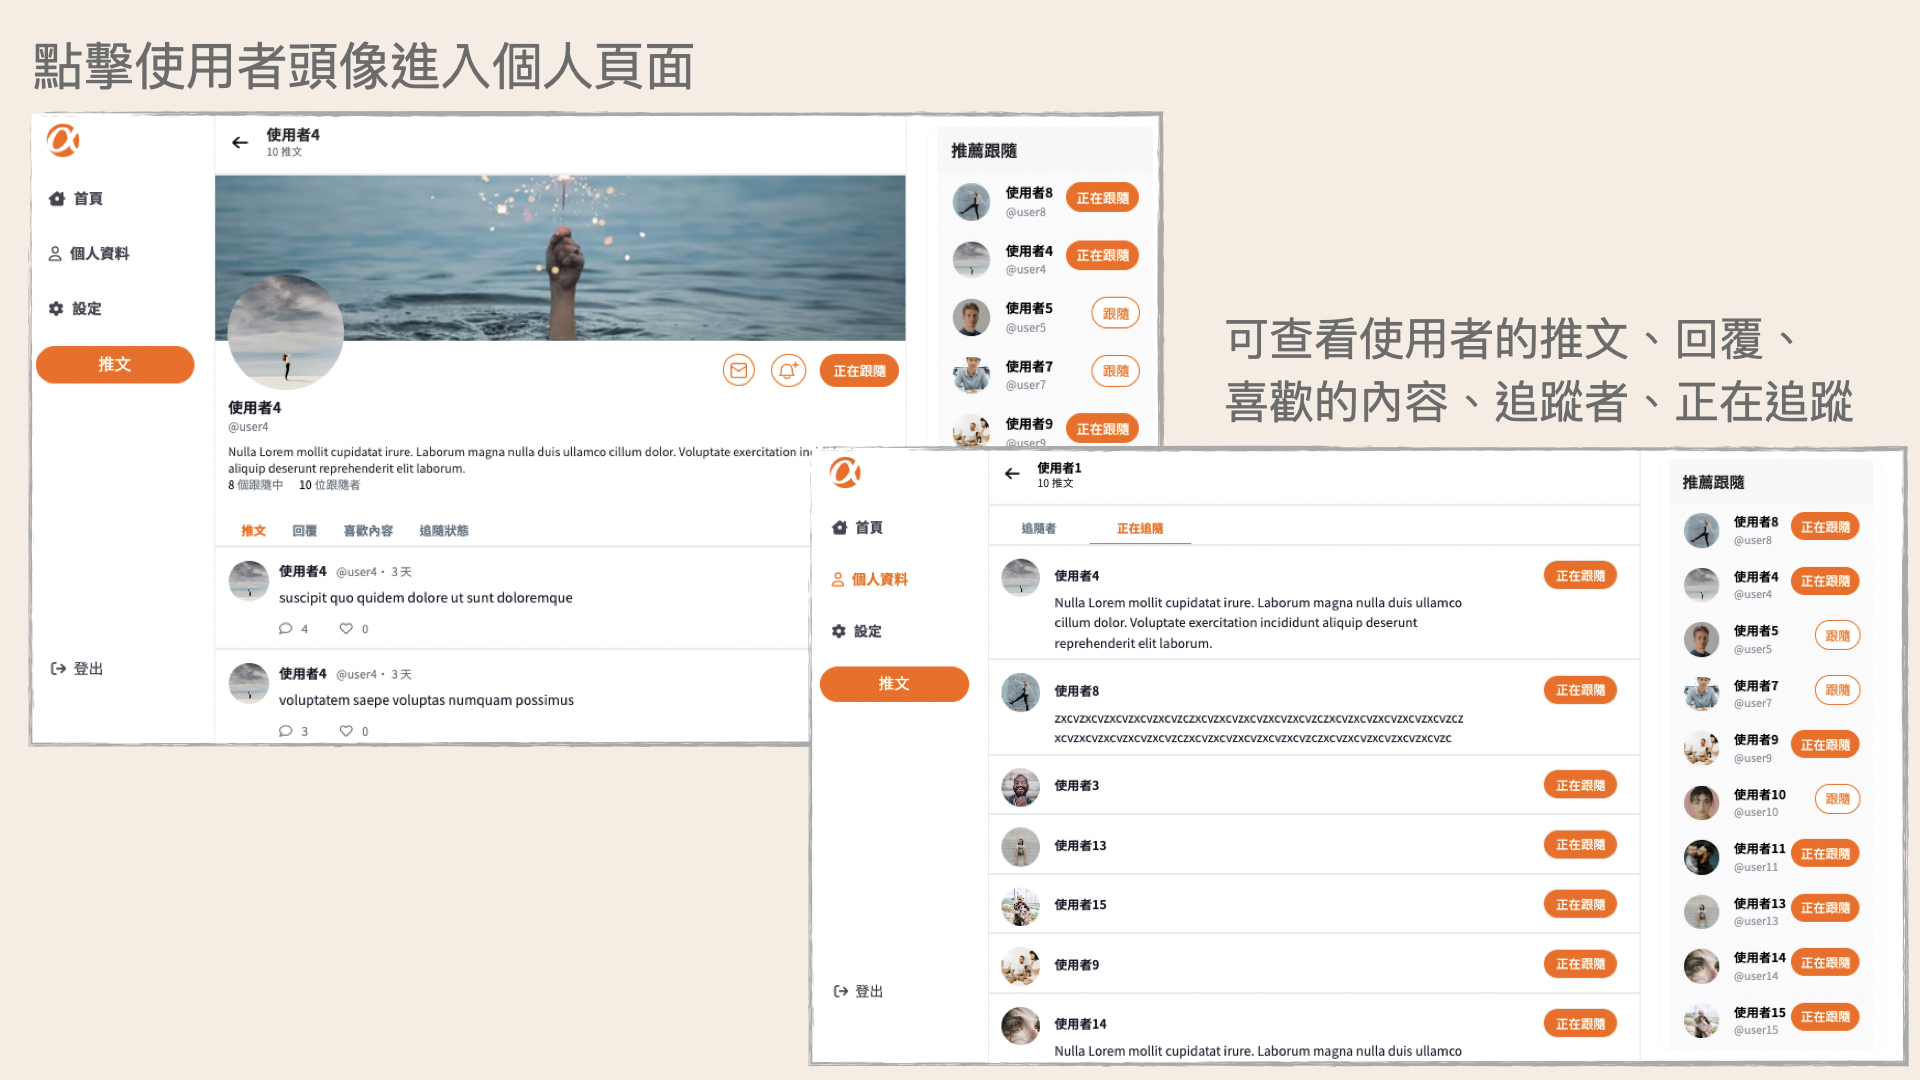 點擊使用者頭像進入個人頁面
首頁
個人資料
設定
推文
登出
使用者4
10 推文
正在跟隨
使用者4
@user4
Nulla Lorem mollit cupidatat irure. Laborum magna nulla duis ullamco cillum dolor. Voluptate exercitation
aliquip deserunt reprehenderit elit laborum.
8 個跟隨中 10 位跟隨者
推文 回覆 喜歡內容 追隨狀態
使用者4 @user4・3 天
suscipit quo quidem dolore ut sunt doloremque
4 0
使用者4 @user4・3 天
voluptatem saepe voluptas numquam possimus
3 0
推薦跟隨
使用者8 正在跟隨
@user8
使用者4 正在跟隨
@user4
使用者5 跟隨
@user5
使用者7 跟隨
@user7
使用者9 正在跟隨
@user9
可查看使用者的推文、回覆、
喜歡的內容、追蹤者、正在追蹤
首頁
個人資料
設定
推文
登出
使用者1
10 推文
追隨者 正在追隨
使用者4 正在跟隨
Nulla Lorem mollit cupidatat irure. Laborum magna nulla duis ullamco
cillum dolor. Voluptate exercitation incididunt aliquip deserunt
reprehenderit elit laborum.
使用者8 正在跟隨
使用者3 正在跟隨
使用者13 正在跟隨
使用者15 正在跟隨
使用者9 正在跟隨
使用者14 正在跟隨
Nulla Lorem mollit cupidatat irure. Laborum magna nulla duis ullamco
推薦跟隨
使用者8 正在跟隨
@user8
使用者4 正在跟隨
@user4
使用者5 跟隨
@user5
使用者7 跟隨
@user7
使用者9 正在跟隨
@user9
使用者10 跟隨
@user10
使用者11 正在跟隨
@user11
使用者13 正在跟隨
@user13
使用者14 正在跟隨
@user14
使用者15 正在跟隨
@user15